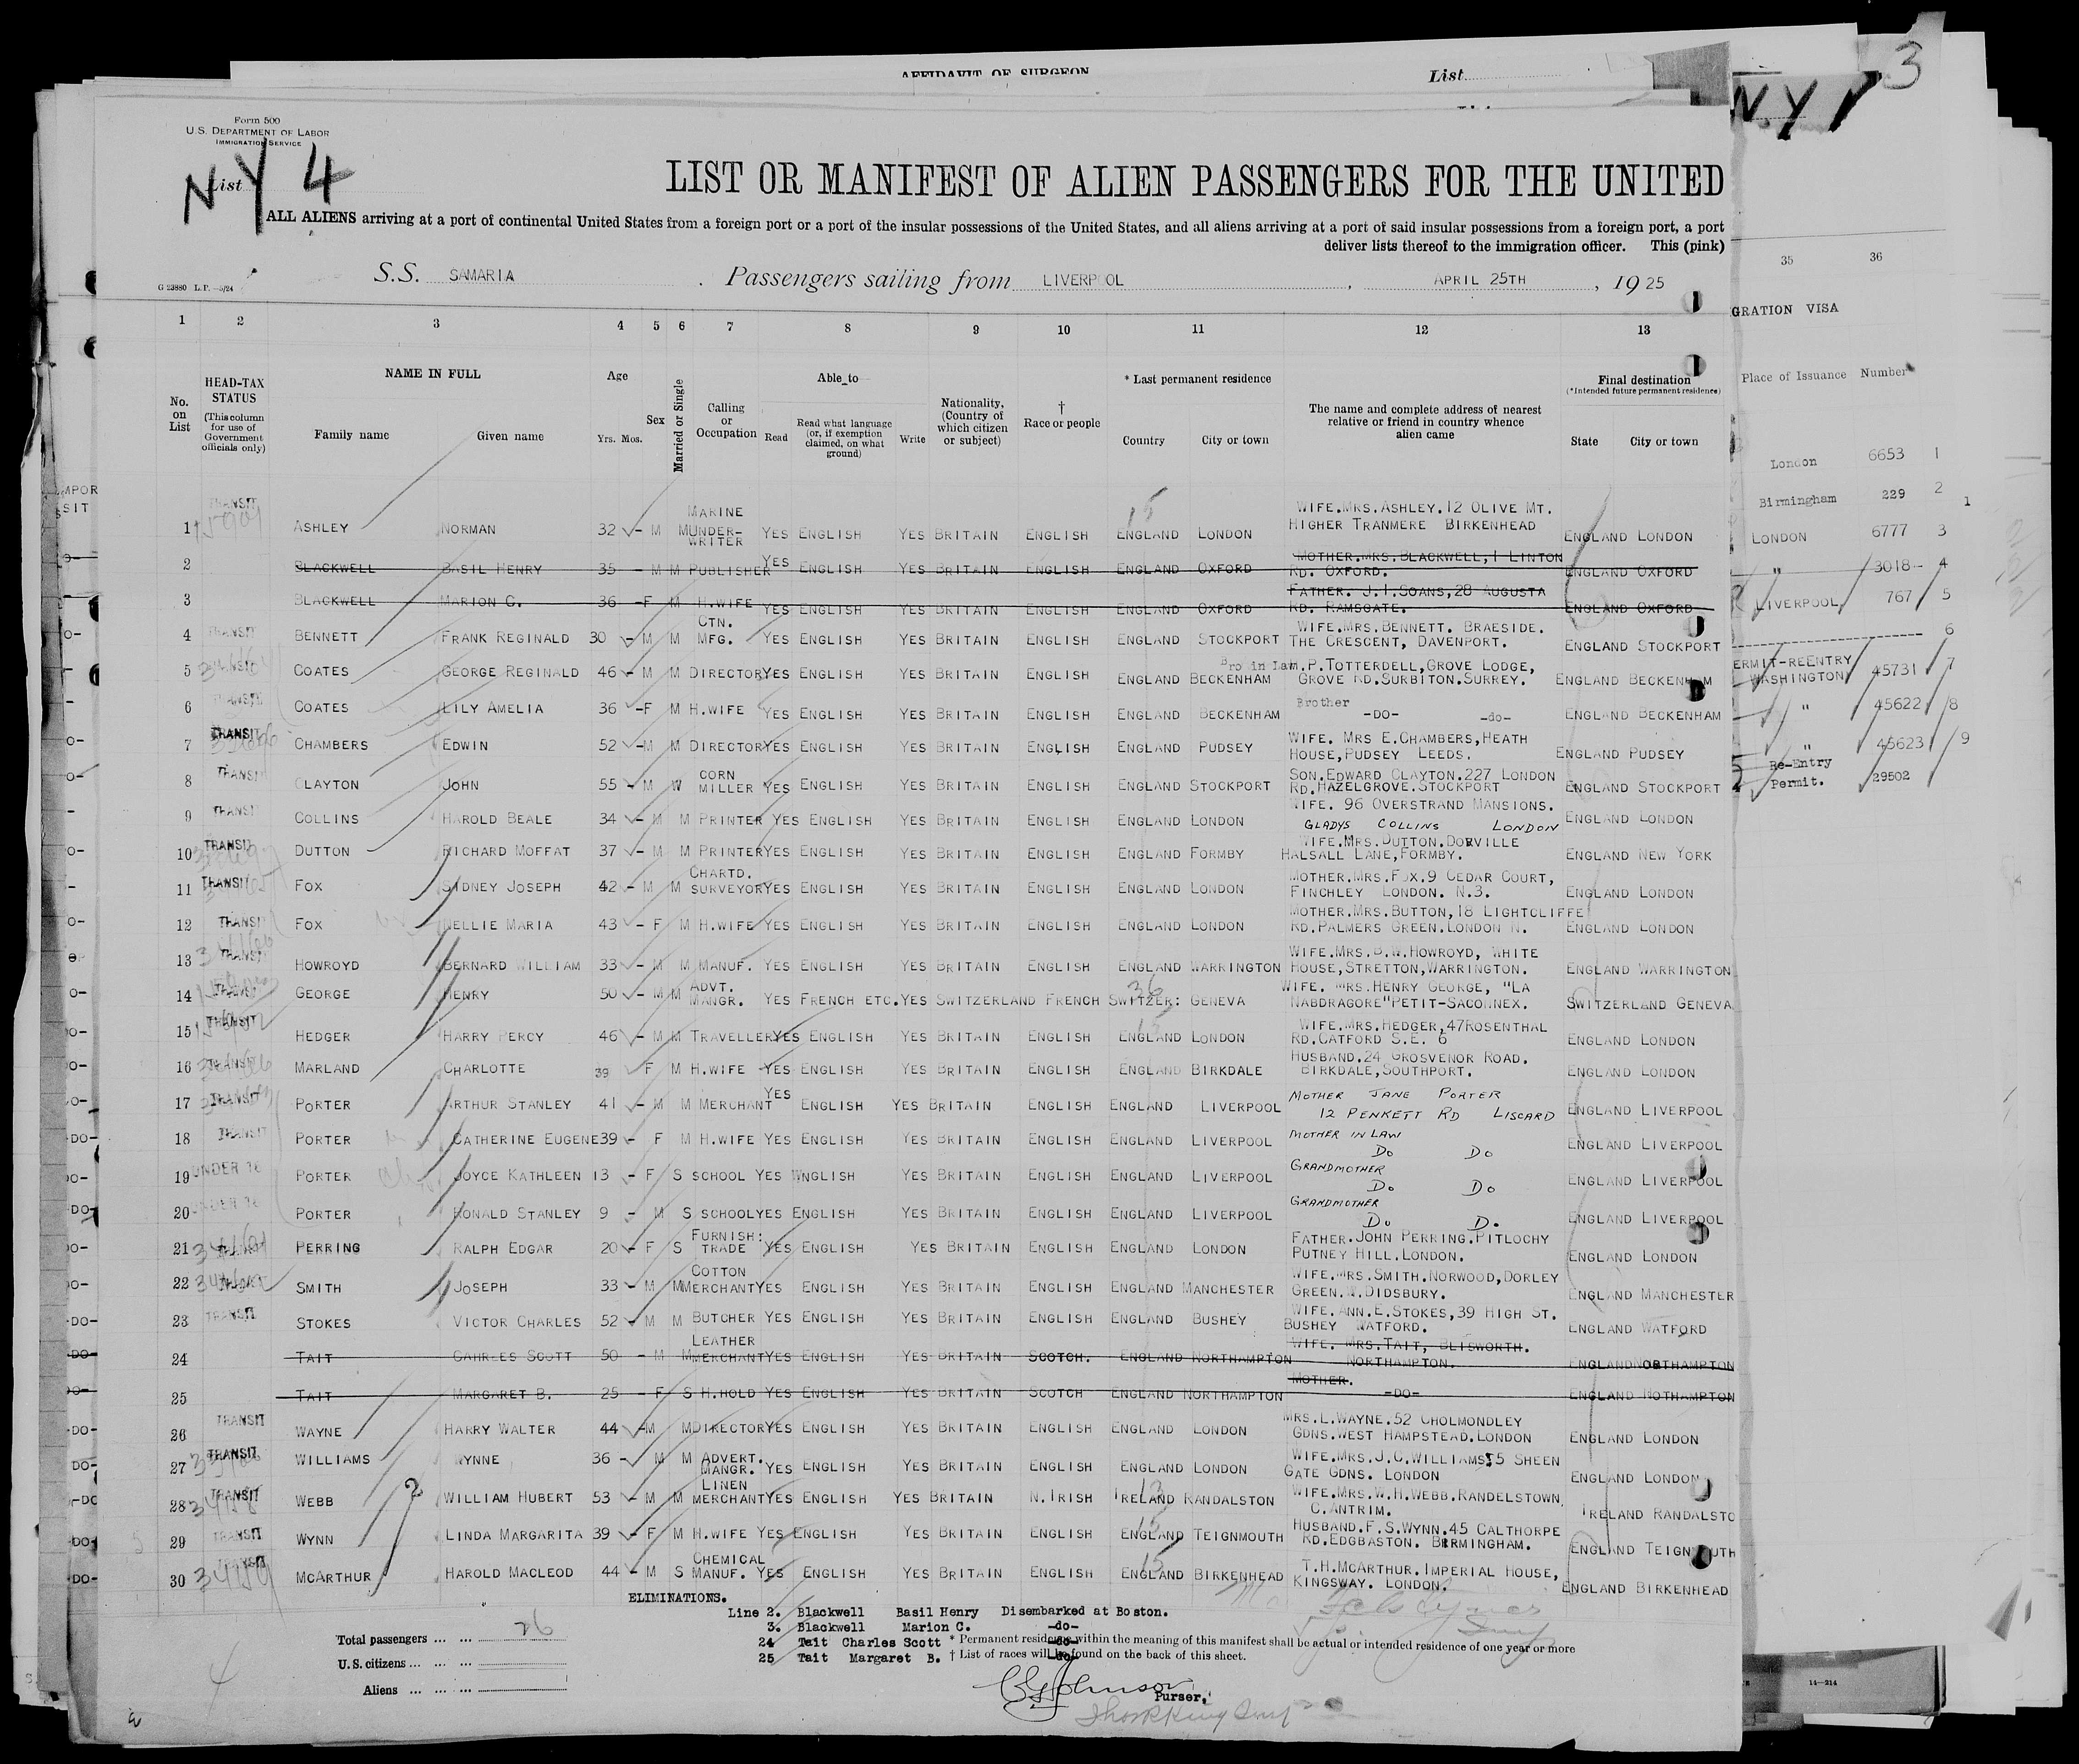 AFFIDAVIT OF SURGEON
List
3
N.Y
Form 500
U.S. DEPARTMENT OF LABOR
IMMIGRATION SERVICE
List NY 4
LIST OR MANIFEST OF ALIEN PASSENGERS FOR THE UNITED
ALL ALIENS arriving at a port of continental United States from a foreign port or a port of the insular possessions of the United States, and all aliens arriving at a port of said insular possessions from a foreign port, a port
deliver lists thereof to the immigration officer. This (pink)
S.S. SAMARIA Passengers sailing from LIVERPOOL, APRIL 25TH, 1925
G 23880 L.P.—5/24
1 2 3 4 5 6 7 8 9 10 11 12 13
No. on List
HEAD-TAX STATUS
(This column for use of Government officials only)
NAME IN FULL
Family name Given name
Age
Yrs. Mos.
Sex
Married or Single
Calling or Occupation
Able to
Read
Read what language (or, if exemption claimed, on what ground)
Write
Nationality, (Country of which citizen or subject)
† Race or people
* Last permanent residence
Country City or town
The name and complete address of nearest relative or friend in country whence alien came
Final destination
(*Intended future permanent residence)
State City or town
1 TRANSIT ASHLEY NORMAN 32 - M M MARINE UNDER-WRITER YES ENGLISH YES BRITAIN ENGLISH ENGLAND LONDON WIFE.MRS.ASHLEY.12 OLIVE MT. HIGHER TRANMERE BIRKENHEAD ENGLAND LONDON
2 BLACKWELL BASIL HENRY 35 - M M PUBLISHER YES ENGLISH YES BRITAIN ENGLISH ENGLAND OXFORD MOTHER.MRS.BLACKWELL,1 LINTON RD. OXFORD. ENGLAND OXFORD
3 BLACKWELL MARION C. 36 -F M H.WIFE YES ENGLISH YES BRITAIN ENGLISH ENGLAND OXFORD FATHER. J.I.SOANS,28 AUGUSTA RD. RAMSGATE. ENGLAND OXFORD
4 TRANSIT BENNETT FRANK REGINALD 30 - M M CTN. MFG. YES ENGLISH YES BRITAIN ENGLISH ENGLAND STOCKPORT WIFE.MRS.BENNETT. BRAESIDE. THE CRESCENT, DAVENPORT. ENGLAND STOCKPORT
5 COATES GEORGE REGINALD 46 - M M DIRECTOR YES ENGLISH YES BRITAIN ENGLISH ENGLAND BECKENHAM Bro in Law.P.TOTTERDELL,GROVE LODGE, GROVE RD.SURBITON.SURREY. ENGLAND BECKENHAM
6 TRANSIT COATES LILY AMELIA 36 -F M H.WIFE YES ENGLISH YES BRITAIN ENGLISH ENGLAND BECKENHAM Brother -DO- -do- ENGLAND BECKENHAM
7 TRANSIT CHAMBERS EDWIN 52 -M M DIRECTOR YES ENGLISH YES BRITAIN ENGLISH ENGLAND PUDSEY WIFE. MRS E.CHAMBERS,HEATH HOUSE,PUDSEY LEEDS. ENGLAND PUDSEY
8 TRANSIT CLAYTON JOHN 55 - M W CORN MILLER YES ENGLISH YES BRITAIN ENGLISH ENGLAND STOCKPORT SON.EDWARD CLAYTON.227 LONDON RD.HAZELGROVE.STOCKPORT ENGLAND STOCKPORT
9 TRANSIT COLLINS HAROLD BEALE 34 - M M PRINTER YES ENGLISH YES BRITAIN ENGLISH ENGLAND LONDON WIFE. 96 OVERSTRAND MANSIONS. GLADYS COLLINS LONDON ENGLAND LONDON
10 TRANSIT DUTTON RICHARD MOFFAT 37 - M M PRINTER YES ENGLISH YES BRITAIN ENGLISH ENGLAND FORMBY WIFE.MRS.DUTTON.DORVILLE HALSALL LANE,FORMBY. ENGLAND NEW YORK
11 TRANSIT FOX SIDNEY JOSEPH 42 - M M CHARTD. SURVEYOR YES ENGLISH YES BRITAIN ENGLISH ENGLAND LONDON MOTHER.MRS.FOX.9 CEDAR COURT, FINCHLEY LONDON. N.3. ENGLAND LONDON
12 TRANSIT FOX NELLIE MARIA 43 - F M H.WIFE YES ENGLISH YES BRITAIN ENGLISH ENGLAND LONDON MOTHER.MRS.BUTTON,18 LIGHTCLIFFE RD.PALMERS GREEN.LONDON N. ENGLAND LONDON
13 TRANSIT HOWROYD BERNARD WILLIAM 33 - M M MANUF. YES ENGLISH YES BRITAIN ENGLISH ENGLAND WARRINGTON WIFE.MRS.B.W.HOWROYD, WHITE HOUSE,STRETTON,WARRINGTON. ENGLAND WARRINGTON
14 GEORGE HENRY 50 - M M ADVT. MANGR. YES FRENCH ETC. YES SWITZERLAND FRENCH SWITZER: GENEVA WIFE. MRS.HENRY GEORGE, "LA NABDRAGORE"PETIT-SACONNEX. SWITZERLAND GENEVA
15 TRANSIT HEDGER HARRY PERCY 46 - M M TRAVELLER YES ENGLISH YES BRITAIN ENGLISH ENGLAND LONDON WIFE.MRS.HEDGER,47ROSENTHAL RD.CATFORD S.E. 6 ENGLAND LONDON
16 TRANSIT MARLAND CHARLOTTE 39 F M H.WIFE YES ENGLISH YES BRITAIN ENGLISH ENGLAND BIRKDALE HUSBAND.24 GROSVENOR ROAD. BIRKDALE,SOUTHPORT. ENGLAND LONDON
17 TRANSIT PORTER ARTHUR STANLEY 41 - M M MERCHANT YES ENGLISH YES BRITAIN ENGLISH ENGLAND LIVERPOOL MOTHER JANE PORTER 12 PENKETT RD LISCARD ENGLAND LIVERPOOL
18 TRANSIT PORTER CATHERINE EUGENE 39 - F M H.WIFE YES ENGLISH YES BRITAIN ENGLISH ENGLAND LIVERPOOL MOTHER IN LAW DO DO ENGLAND LIVERPOOL
19 UNDER 16 PORTER JOYCE KATHLEEN 13 - F S SCHOOL YES WNGLISH YES BRITAIN ENGLISH ENGLAND LIVERPOOL GRANDMOTHER DO DO ENGLAND LIVERPOOL
20 UNDER 16 PORTER RONALD STANLEY 9 - M S SCHOOL YES ENGLISH YES BRITAIN ENGLISH ENGLAND LIVERPOOL GRANDMOTHER DO DO ENGLAND LIVERPOOL
21 PERRING RALPH EDGAR 20 - F S FURNISH: TRADE YES ENGLISH YES BRITAIN ENGLISH ENGLAND LONDON FATHER.JOHN PERRING.PITLOCHY PUTNEY HILL.LONDON. ENGLAND LONDON
22 SMITH JOSEPH 33 - M M COTTON MERCHANT YES ENGLISH YES BRITAIN ENGLISH ENGLAND MANCHESTER WIFE.MRS.SMITH.NORWOOD,DORLEY GREEN.W.DIDSBURY. ENGLAND MANCHESTER
23 TRANSIT STOKES VICTOR CHARLES 52 - M M BUTCHER YES ENGLISH YES BRITAIN ENGLISH ENGLAND BUSHEY WIFE.ANN.E.STOKES,39 HIGH ST. BUSHEY WATFORD. ENGLAND WATFORD
24 TAIT CAHRLES SCOTT 50 - M M LEATHER MERCHANT YES ENGLISH YES BRITAIN SCOTCH. ENGLAND NORTHAMPTON WIFE. MRS.TAIT, BLISWORTH. NORTHAMPTON. ENGLAND NORTHAMPTON
25 TAIT MARGARET B. 25 - F S H.HOLD YES ENGLISH YES BRITAIN SCOTCH ENGLAND NORTHAMPTON MOTHER. -DO- ENGLAND NOTHAMPTON
26 TRANSIT WAYNE HARRY WALTER 44 -M M DIRECTOR YES ENGLISH YES BRITAIN ENGLISH ENGLAND LONDON MRS.L.WAYNE.52 CHOLMONDLEY GDNS.WEST HAMPSTEAD.LONDON ENGLAND LONDON
27 TRANSIT WILLIAMS WYNNE 36 - M M ADVERT. MANGR. YES ENGLISH YES BRITAIN ENGLISH ENGLAND LONDON WIFE.MRS.J.C.WILLIAMS 55 SHEEN GATE GDNS. LONDON ENGLAND LONDON
28 TRANSIT WEBB WILLIAM HUBERT 53 - M M LINEN MERCHANT YES ENGLISH YES BRITAIN N.IRISH IRELAND RANDALSTON WIFE.MRS.W.H.WEBB.RANDELSTOWN. C.ANTRIM. IRELAND RANDALSTO
29 TRANSIT WYNN LINDA MARGARITA 39 - F M H.WIFE YES ENGLISH YES BRITAIN ENGLISH ENGLAND TEIGNMOUTH HUSBAND.F.S.WYNN.45 CALTHORPE RD.EDGBASTON. BIRMINGHAM. ENGLAND TEIGNMOUTH
30 TRANSIT MCARTHUR HAROLD MACLEOD 44 - M S CHEMICAL MANUF. YES ENGLISH YES BRITAIN ENGLISH ENGLAND BIRKENHEAD T.H.MCARTHUR.IMPERIAL HOUSE, KINGSWAY. LONDON. ENGLAND BIRKENHEAD
ELIMINATIONS.
Line 2. Blackwell Basil Henry Disembarked at Boston.
3. Blackwell Marion C. -do-
24 Tait Charles Scott -do-
25 Tait Margaret B. -do-
Total passengers ... ... 26
U.S. citizens ... ... ...
Aliens ... ... ...
* Permanent residence within the meaning of this manifest shall be actual or intended residence of one year or more
† List of races will be found on the back of this sheet.
Johnson
Purser.
4
35 36
GRATION VISA
Place of Issuance Number
London 6653 1
Birmingham 229 2
1
LONDON 6777 3
" 3018 4
LIVERPOOL 767 5
6
ERMIT-REENTRY
WASHINGTON 45731 7
" 45622 8
" 45623 9
Re-Entry
Permit. 29502
14-214